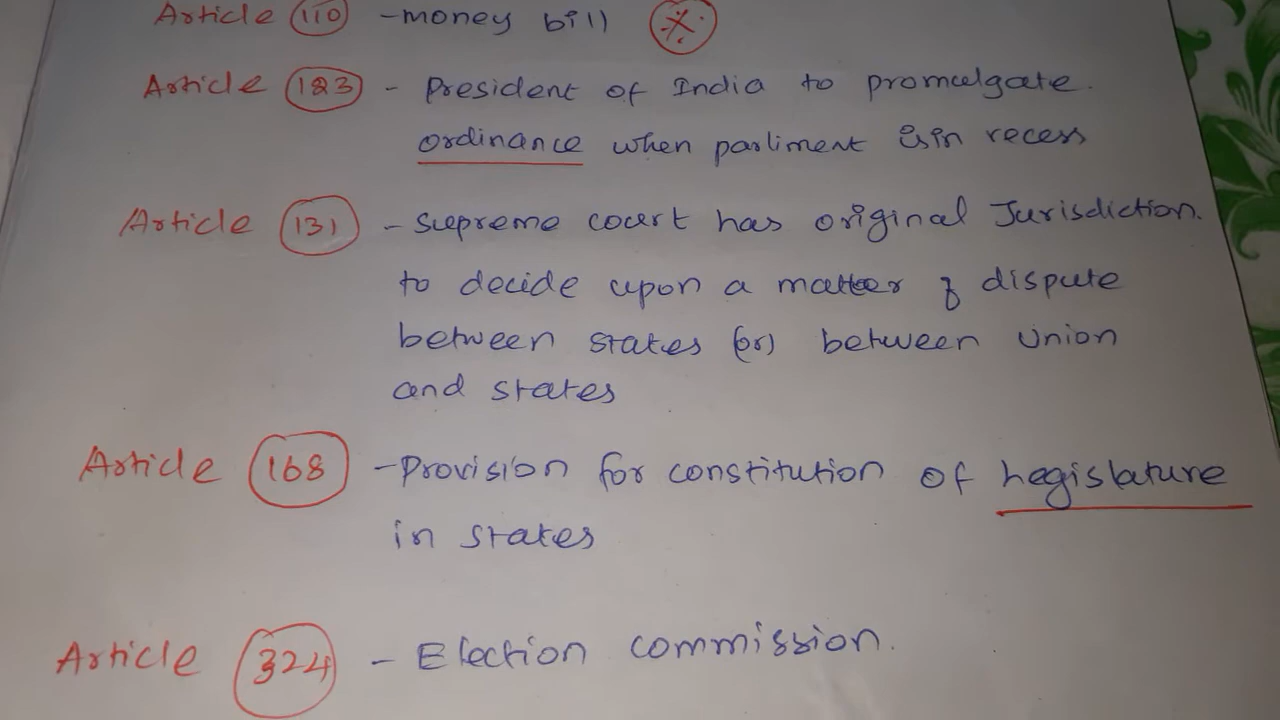 Article 110 - money bill
Article 123 - President of India to promulgate.
ordinance when parliment is in recess
Article 131 - Supreme court has original Jurisdiction.
to decide upon a matter of dispute
between states (or) between Union
and states
Article 168 - Provision for constitution of Legislature
in states
Article 324 - Election commission.